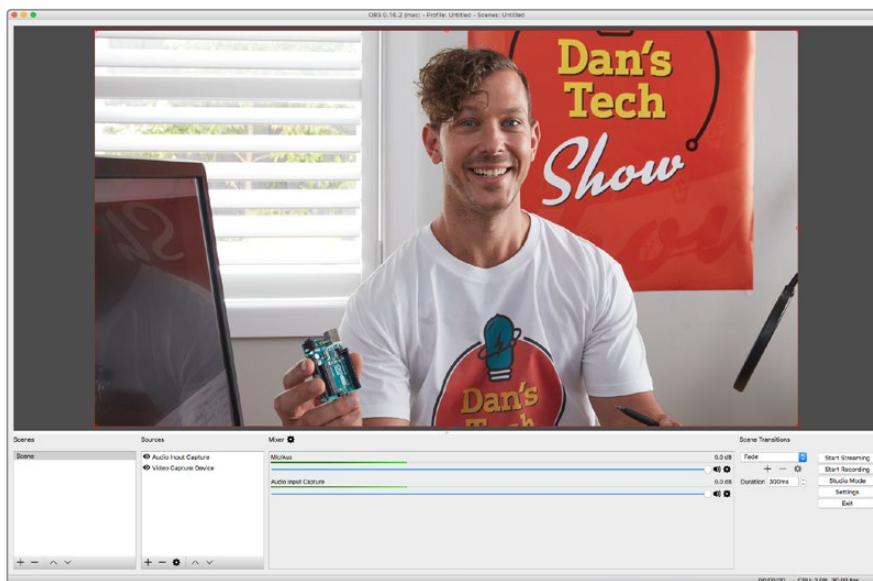 OBS 0.16.2 (mac) - Profile: Untitled - Scenes: Untitled
Dan's
Tech
Show
Dan's
Scenes
Sources
Mixer
Scene Transitions
Scene
Audio Input Capture
Video Capture Device
Mic/Aux
0.0 dB
Audio Input Capture
0.0 dB
Fade
Duration 300ms
Start Streaming
Start Recording
Studio Mode
Settings
Exit